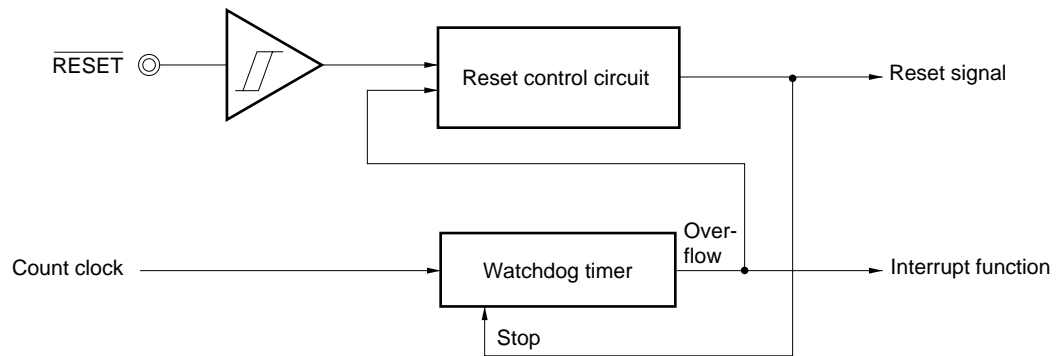 RESET
Reset control circuit
Reset signal
Over-
flow
Count clock
Watchdog timer
Interrupt function
Stop